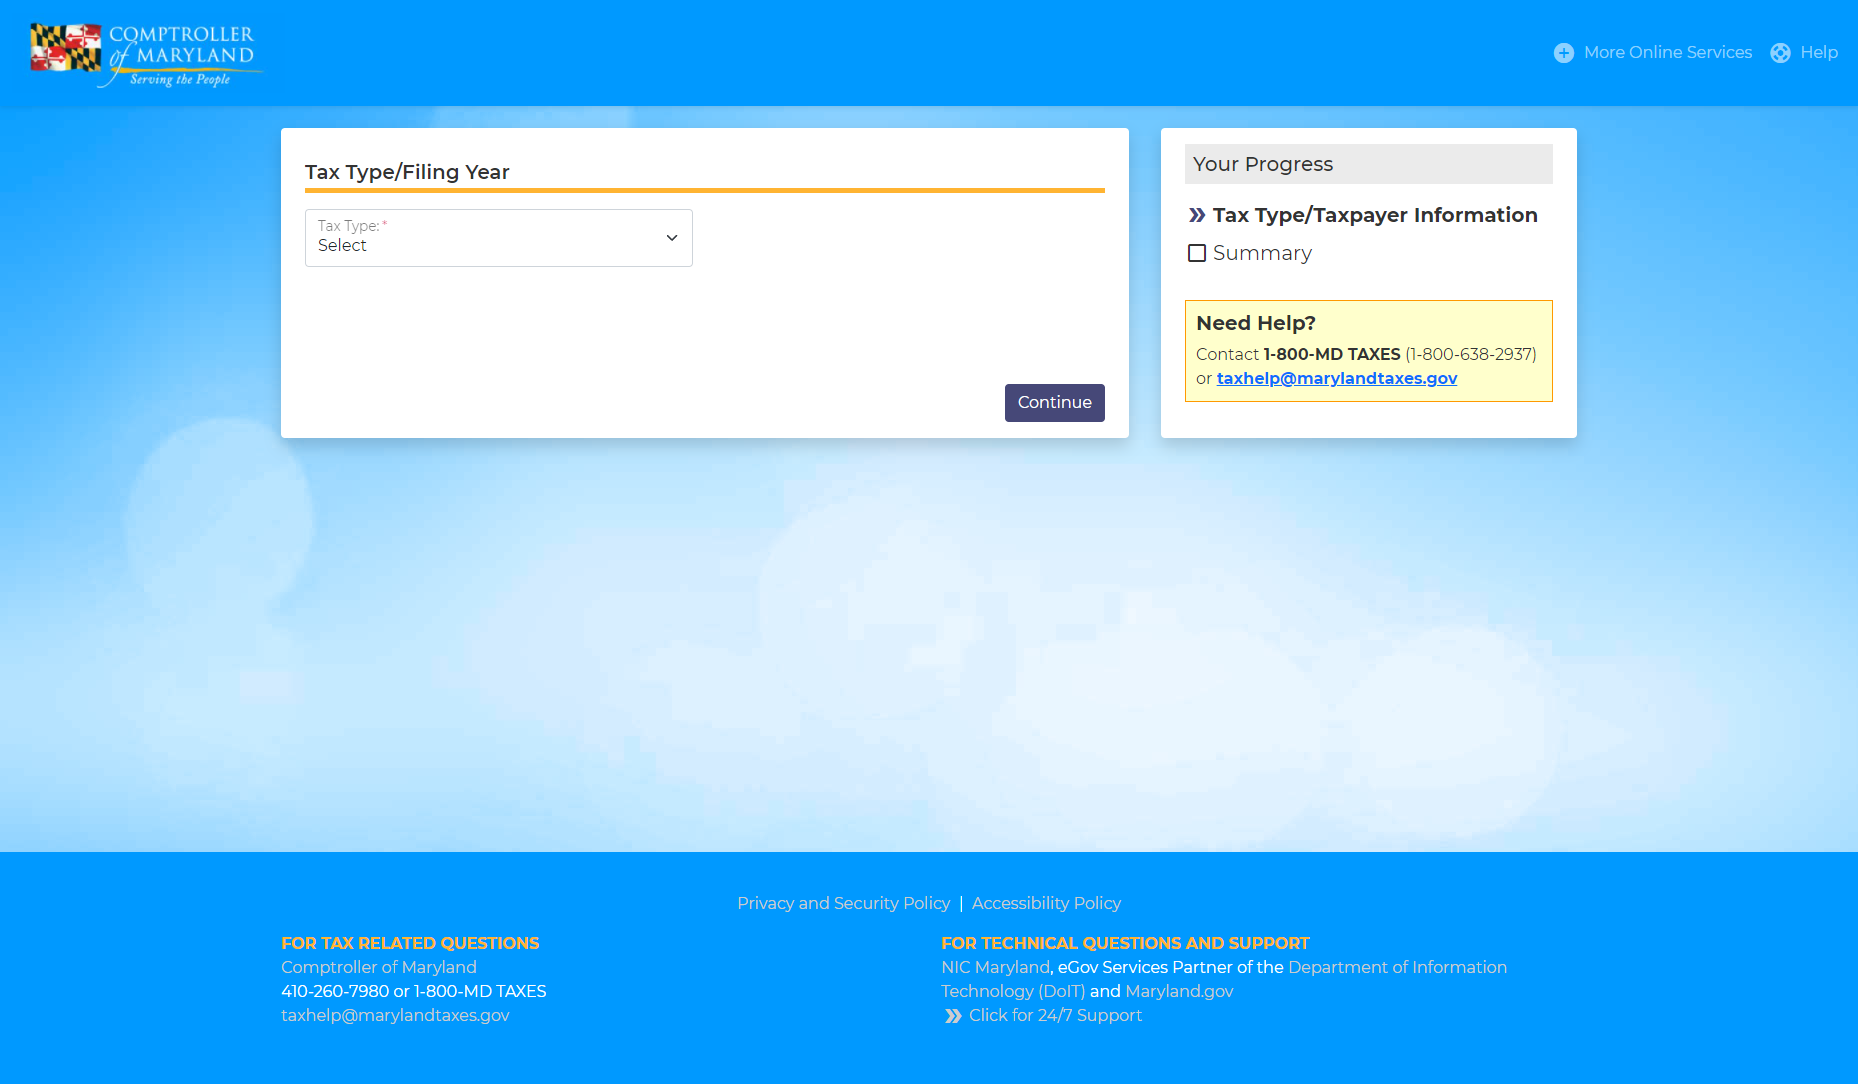 COMPTROLLER
of MARYLAND
Serving the People
More Online Services
Help
Tax Type/Filing Year
Tax Type: *
Select
Continue
Your Progress
Tax Type/Taxpayer Information
Summary
Need Help?
Contact 1-800-MD TAXES (1-800-638-2937)
or taxhelp@marylandtaxes.gov
Privacy and Security Policy | Accessibility Policy
FOR TAX RELATED QUESTIONS
Comptroller of Maryland
410-260-7980 or 1-800-MD TAXES
taxhelp@marylandtaxes.gov
FOR TECHNICAL QUESTIONS AND SUPPORT
NIC Maryland, eGov Services Partner of the Department of Information
Technology (DoIT) and Maryland.gov
Click for 24/7 Support